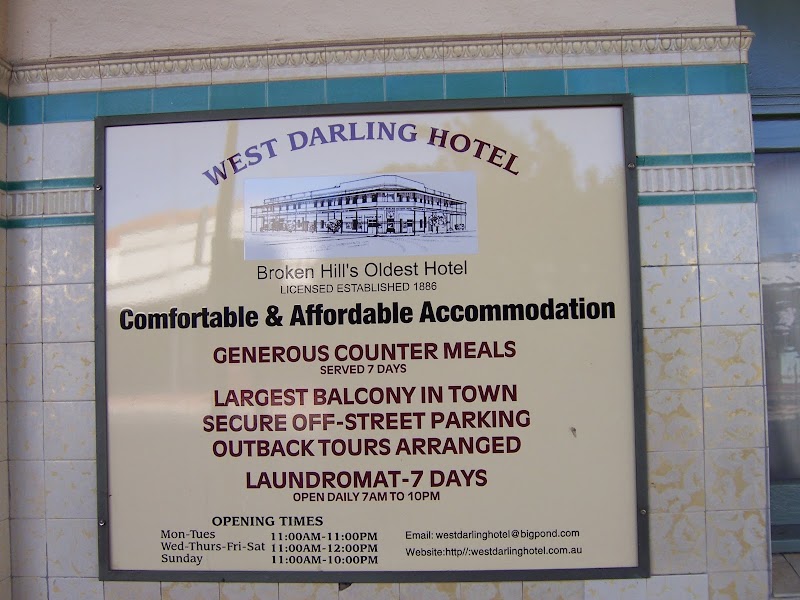 WEST DARLING HOTEL
Broken Hill's Oldest Hotel
LICENSED ESTABLISHED 1886
Comfortable & Affordable Accommodation
GENEROUS COUNTER MEALS
SERVED 7 DAYS
LARGEST BALCONY IN TOWN
SECURE OFF-STREET PARKING
OUTBACK TOURS ARRANGED
LAUNDROMAT-7 DAYS
OPEN DAILY 7AM TO 10PM
OPENING TIMES
Mon-Tues 11:00AM-11:00PM
Wed-Thurs-Fri-Sat 11:00AM-12:00PM
Sunday 11:00AM-10:00PM
Email: westdarlinghotel@bigpond.com
Website:http//:westdarlinghotel.com.au